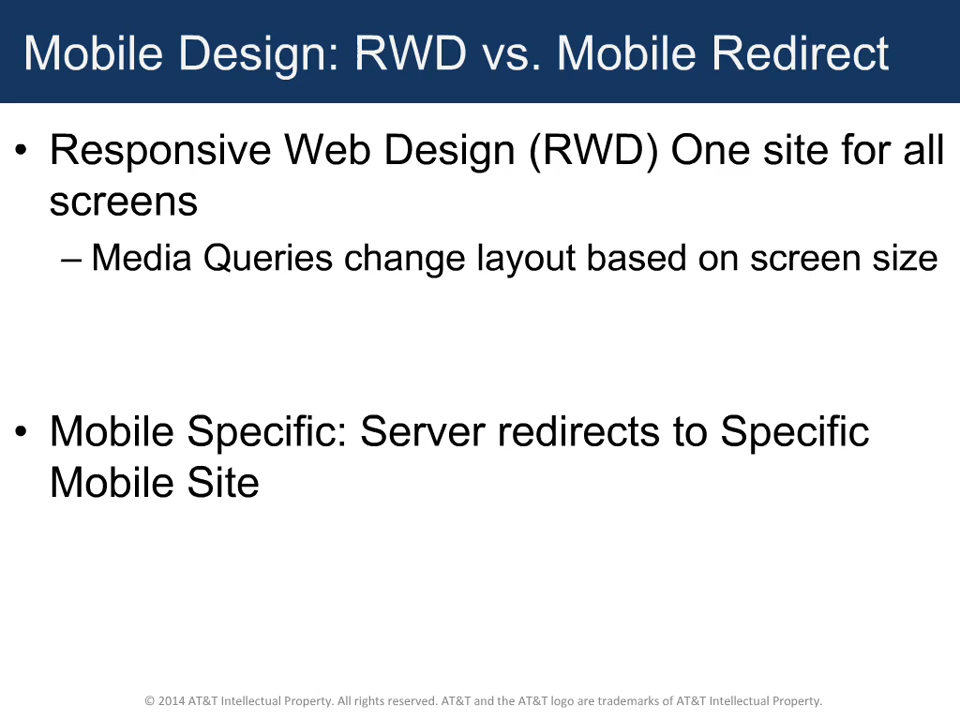 Mobile Design: RWD vs. Mobile Redirect
• Responsive Web Design (RWD) One site for all
screens
– Media Queries change layout based on screen size
• Mobile Specific: Server redirects to Specific
Mobile Site
© 2014 AT&T Intellectual Property. All rights reserved. AT&T and the AT&T logo are trademarks of AT&T Intellectual Property.